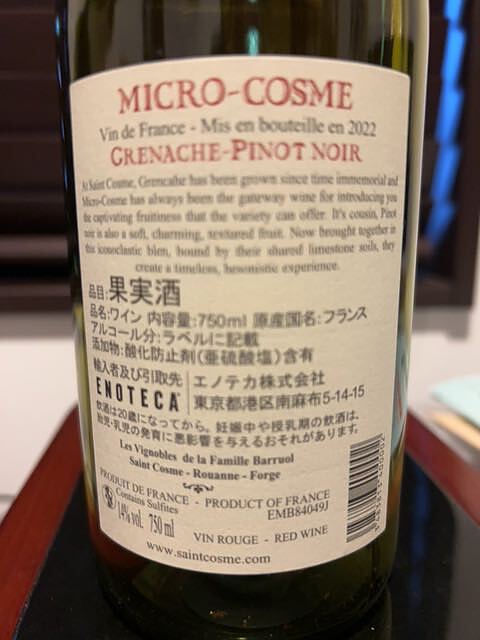 MICRO-COSME
Vin de France - Mis en bouteille en 2022
GRENACHE-PINOT NOIR
At Saint Cosme, Grencahe has been grown since time immemorial and
Micro-Cosme has always been the gateway wine for introducing you
the captivating fruitiness that the variety can offer. It's cousin, Pinot
noir is also a soft, charming, textured fruit. Now brought together in
this iconoclastic blen, bound by their shared limestone soils, they
create a timeless, hewonistic experience.
品目:果実酒
品名:ワイン 内容量:750ml 原産国名:フランス
アルコール分:ラベルに記載
添加物:酸化防止剤(亜硫酸塩)含有
輸入者及び引取先 エノテカ株式会社
ENOTECA 東京都港区南麻布5-14-15
飲酒は20歳になってから。妊娠中や授乳期の飲酒は、
胎児・乳児の発育に悪影響を与えるおそれがあります。
Les Vignobles de la Famille Barruol
Saint Cosme - Rouanne - Forge
PRODUIT DE FRANCE - PRODUCT OF FRANCE
Contains Sulfites EMB84049J
14% vol. 750 ml
VIN ROUGE - RED WINE
www.saintcosme.com